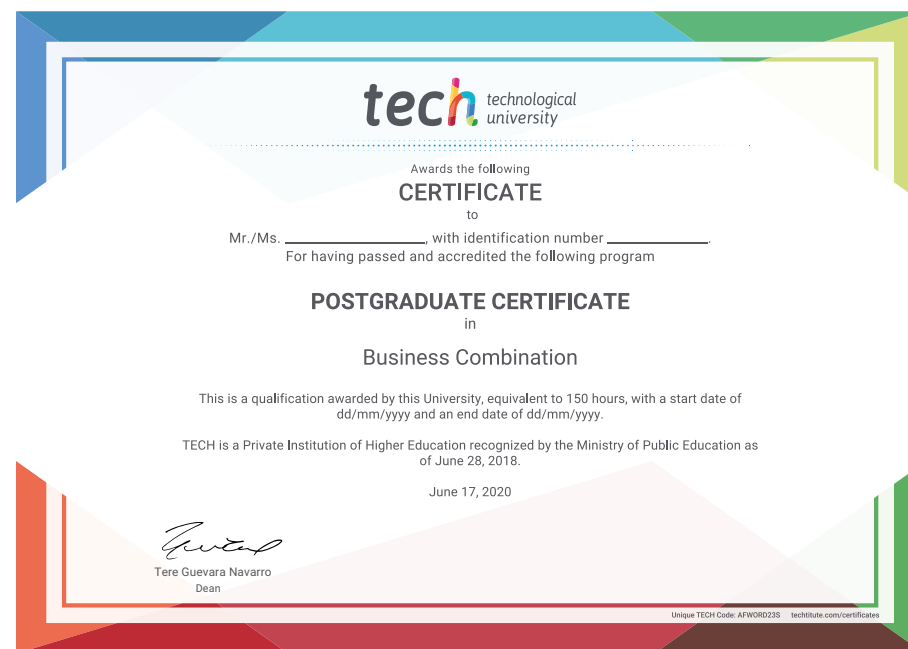 tech technological
university
Awards the following
CERTIFICATE
to
Mr./Ms. ____________________, with identification number ______________.
For having passed and accredited the following program
POSTGRADUATE CERTIFICATE
in
Business Combination
This is a qualification awarded by this University, equivalent to 150 hours, with a start date of
dd/mm/yyyy and an end date of dd/mm/yyyy.
TECH is a Private Institution of Higher Education recognized by the Ministry of Public Education as
of June 28, 2018.
June 17, 2020
Tere Guevara Navarro
Dean
Unique TECH Code: AFWORD23S techtitute.com/certificates